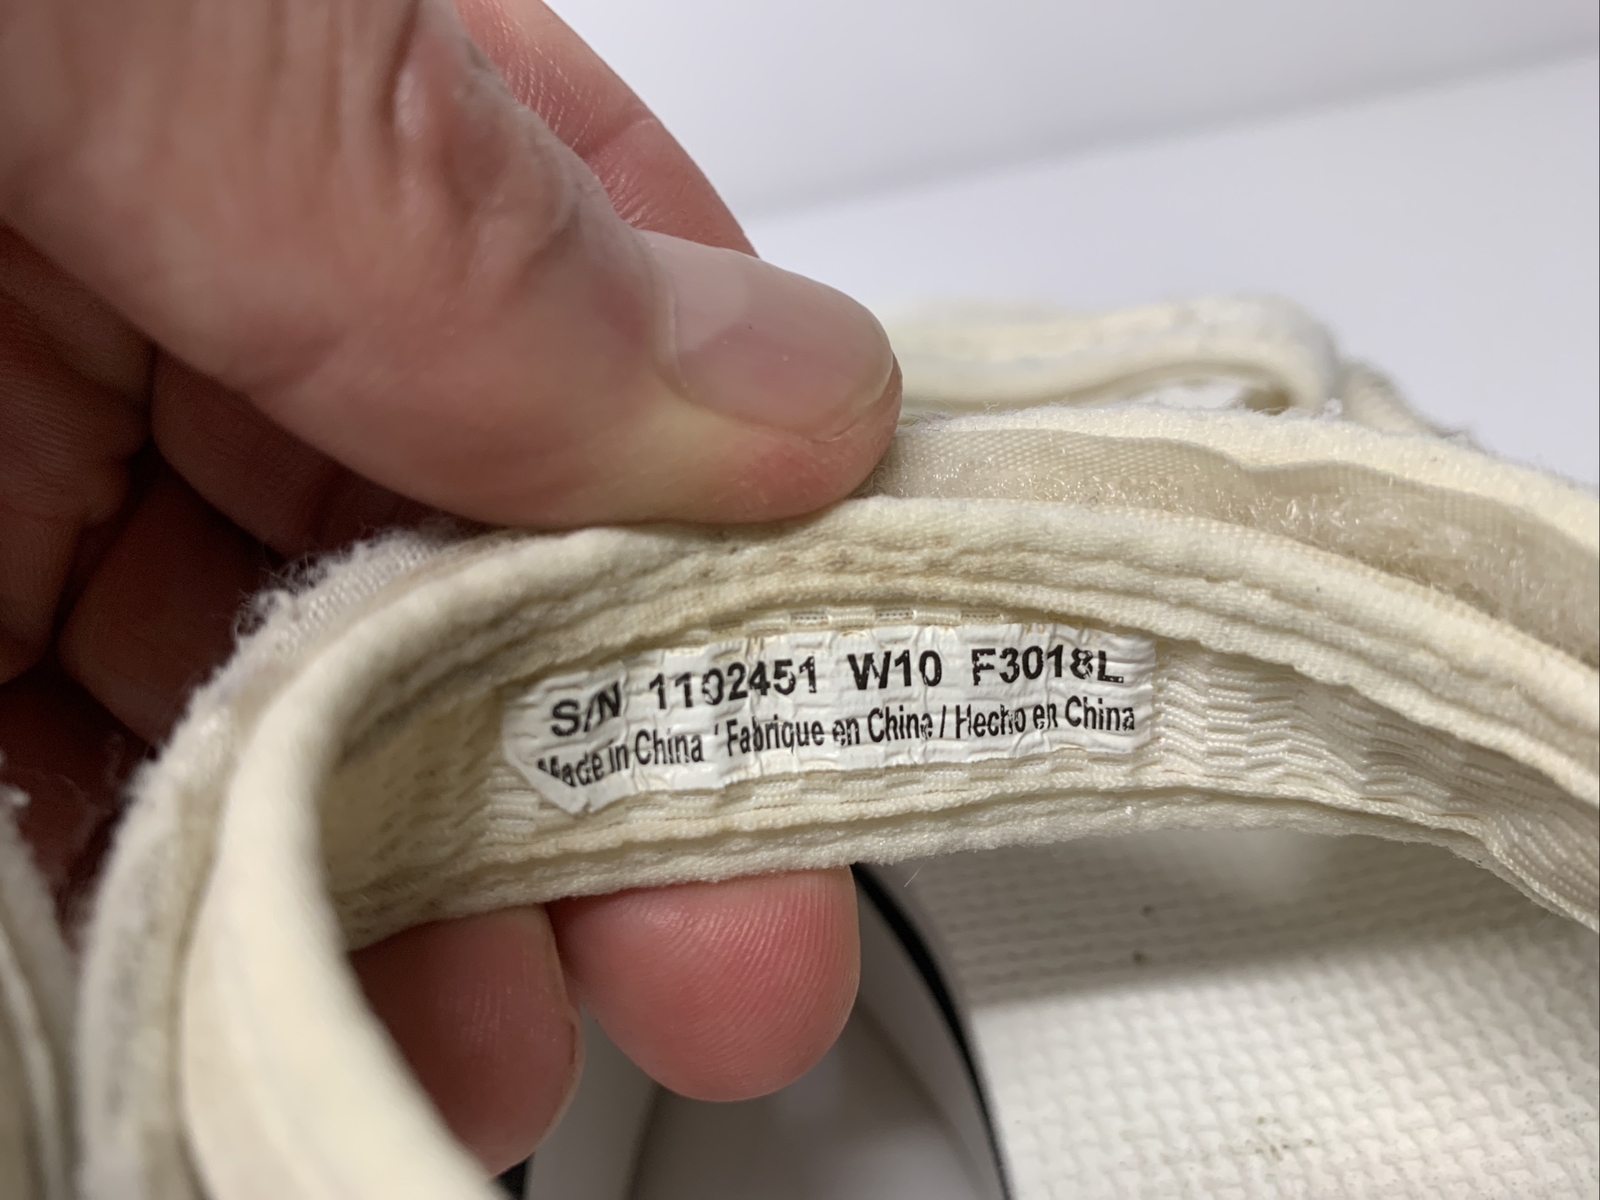 S/N 1102451 W10 F3018L
Made in China / Fabrique en China / Hecho en China